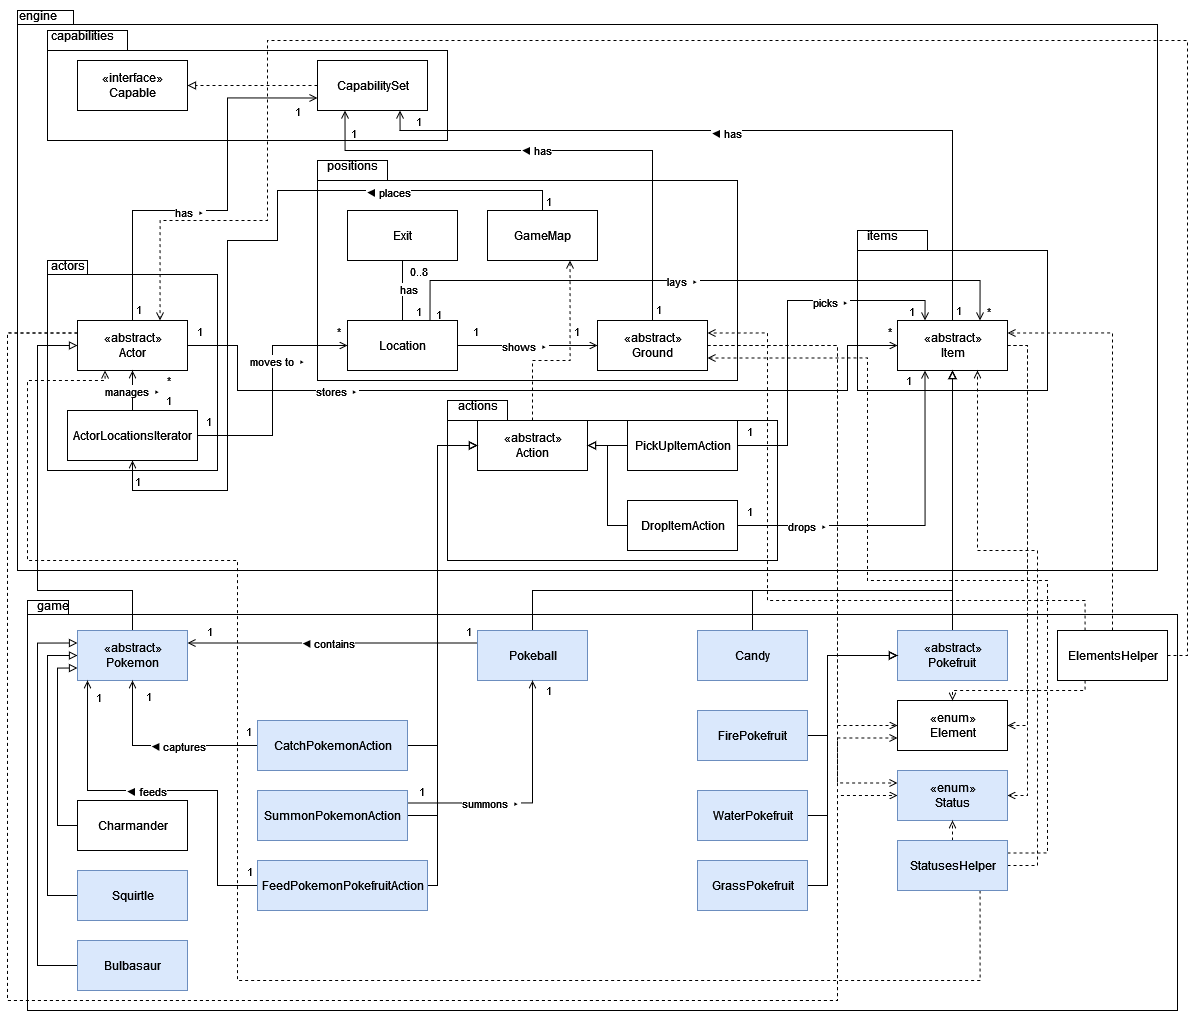 engine
capabilities
«interface»
Capable
CapabilitySet
1
1
1
◀ has
◀ has
positions
◀ places
1
has ▸
Exit
GameMap
items
actors
0..8
has
lays ▸
picks ▸
1
1
1
1
1
1
*
«abstract»
Actor
1
*
Location
1
shows ▸
1
«abstract»
Ground
*
«abstract»
Item
moves to ▸
manages ▸
*
1
stores ▸
1
ActorLocationsIterator
1
1
actions
«abstract»
Action
PickUpItemAction
1
DropItemAction
1
drops ▸
game
«abstract»
Pokemon
1
◀ contains
1
Pokeball
Candy
«abstract»
Pokefruit
ElementsHelper
1
1
1
◀ captures
1
CatchPokemonAction
FirePokefruit
«enum»
Element
◀ feeds
Charmander
SummonPokemonAction
1
summons ▸
WaterPokefruit
«enum»
Status
1
FeedPokemonPokefruitAction
GrassPokefruit
StatusesHelper
Squirtle
Bulbasaur